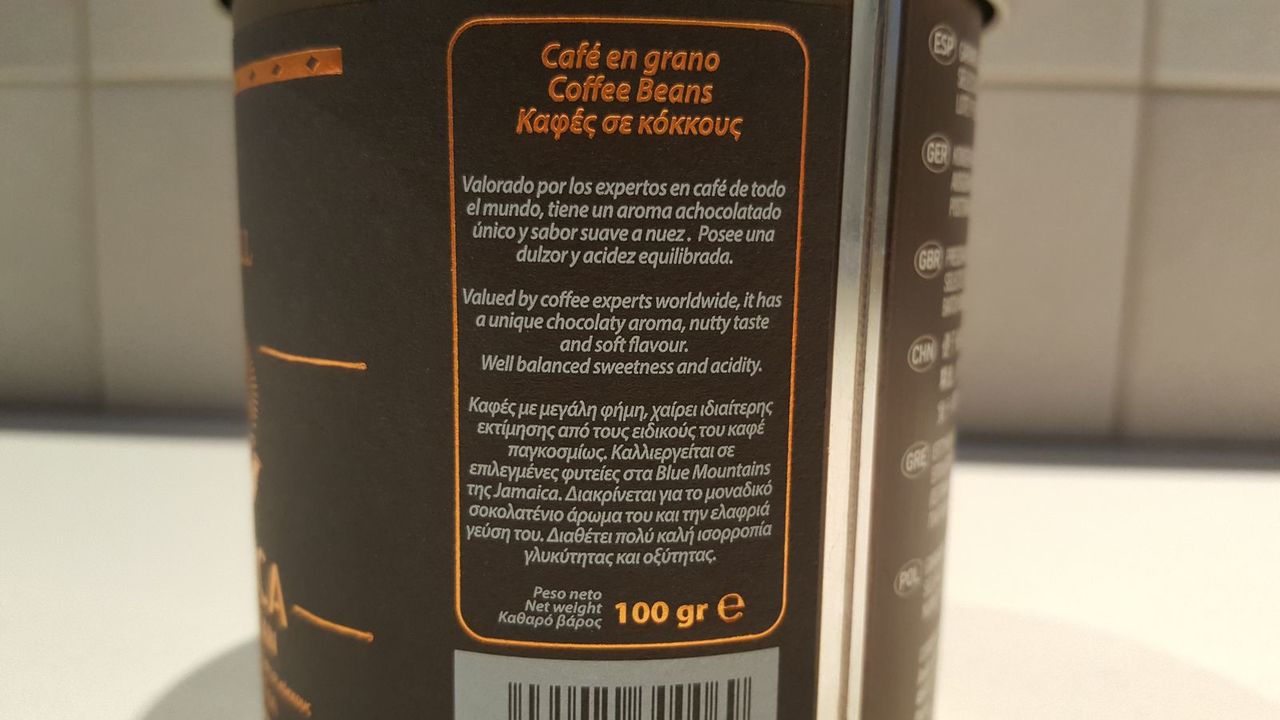 Café en grano
Coffee Beans
Καφές σε κόκκους
Valorado por los expertos en café de todo
el mundo, tiene un aroma achocolatado
único y sabor suave a nuez. Posee una
dulzor y acidez equilibrada.
Valued by coffee experts worldwide, it has
a unique chocolaty aroma, nutty taste
and soft flavour.
Well balanced sweetness and acidity.
Καφές με μεγάλη φήμη, χαίρει ιδιαίτερης
εκτίμησης από τους ειδικούς του καφέ
παγκοσμίως. Καλλιεργείται σε
επιλεγμένες φυτείες στα Blue Mountains
της Jamaica. Διακρίνεται για το μοναδικό
σοκολατένιο άρωμα του και την ελαφριά
γεύση του. Διαθέτει πολύ καλή ισορροπία
γλυκύτητας και οξύτητας.
Peso neto
Net weight
Καθαρό βάρος
100 gr ℮
ESP
GER
GBR
CHN
GRE
POL